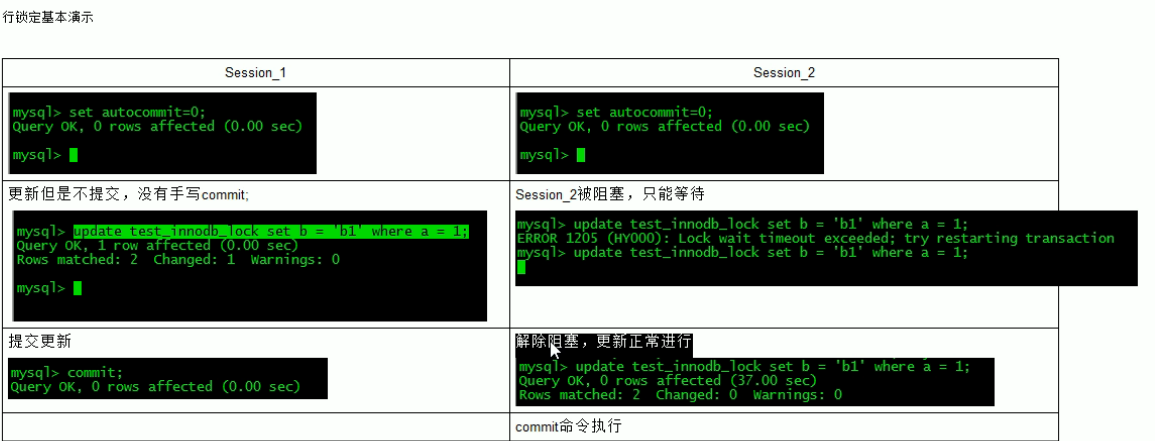 行锁定基本演示
Session_1
Session_2
mysql> set autocommit=0;
Query OK, 0 rows affected (0.00 sec)
mysql>
mysql> set autocommit=0;
Query OK, 0 rows affected (0.00 sec)
mysql>
更新但是不提交，没有手写commit;
mysql> update test_innodb_lock set b = 'b1' where a = 1;
Query OK, 1 row affected (0.00 sec)
Rows matched: 2  Changed: 1  Warnings: 0
mysql>
Session_2被阻塞，只能等待
mysql> update test_innodb_lock set b = 'b1' where a = 1;
ERROR 1205 (HY000): Lock wait timeout exceeded; try restarting transaction
mysql> update test_innodb_lock set b = 'b1' where a = 1;
提交更新
mysql> commit;
Query OK, 0 rows affected (0.00 sec)
解除阻塞，更新正常进行
mysql> update test_innodb_lock set b = 'b1' where a = 1;
Query OK, 0 rows affected (37.00 sec)
Rows matched: 2  Changed: 0  Warnings: 0
commit命令执行